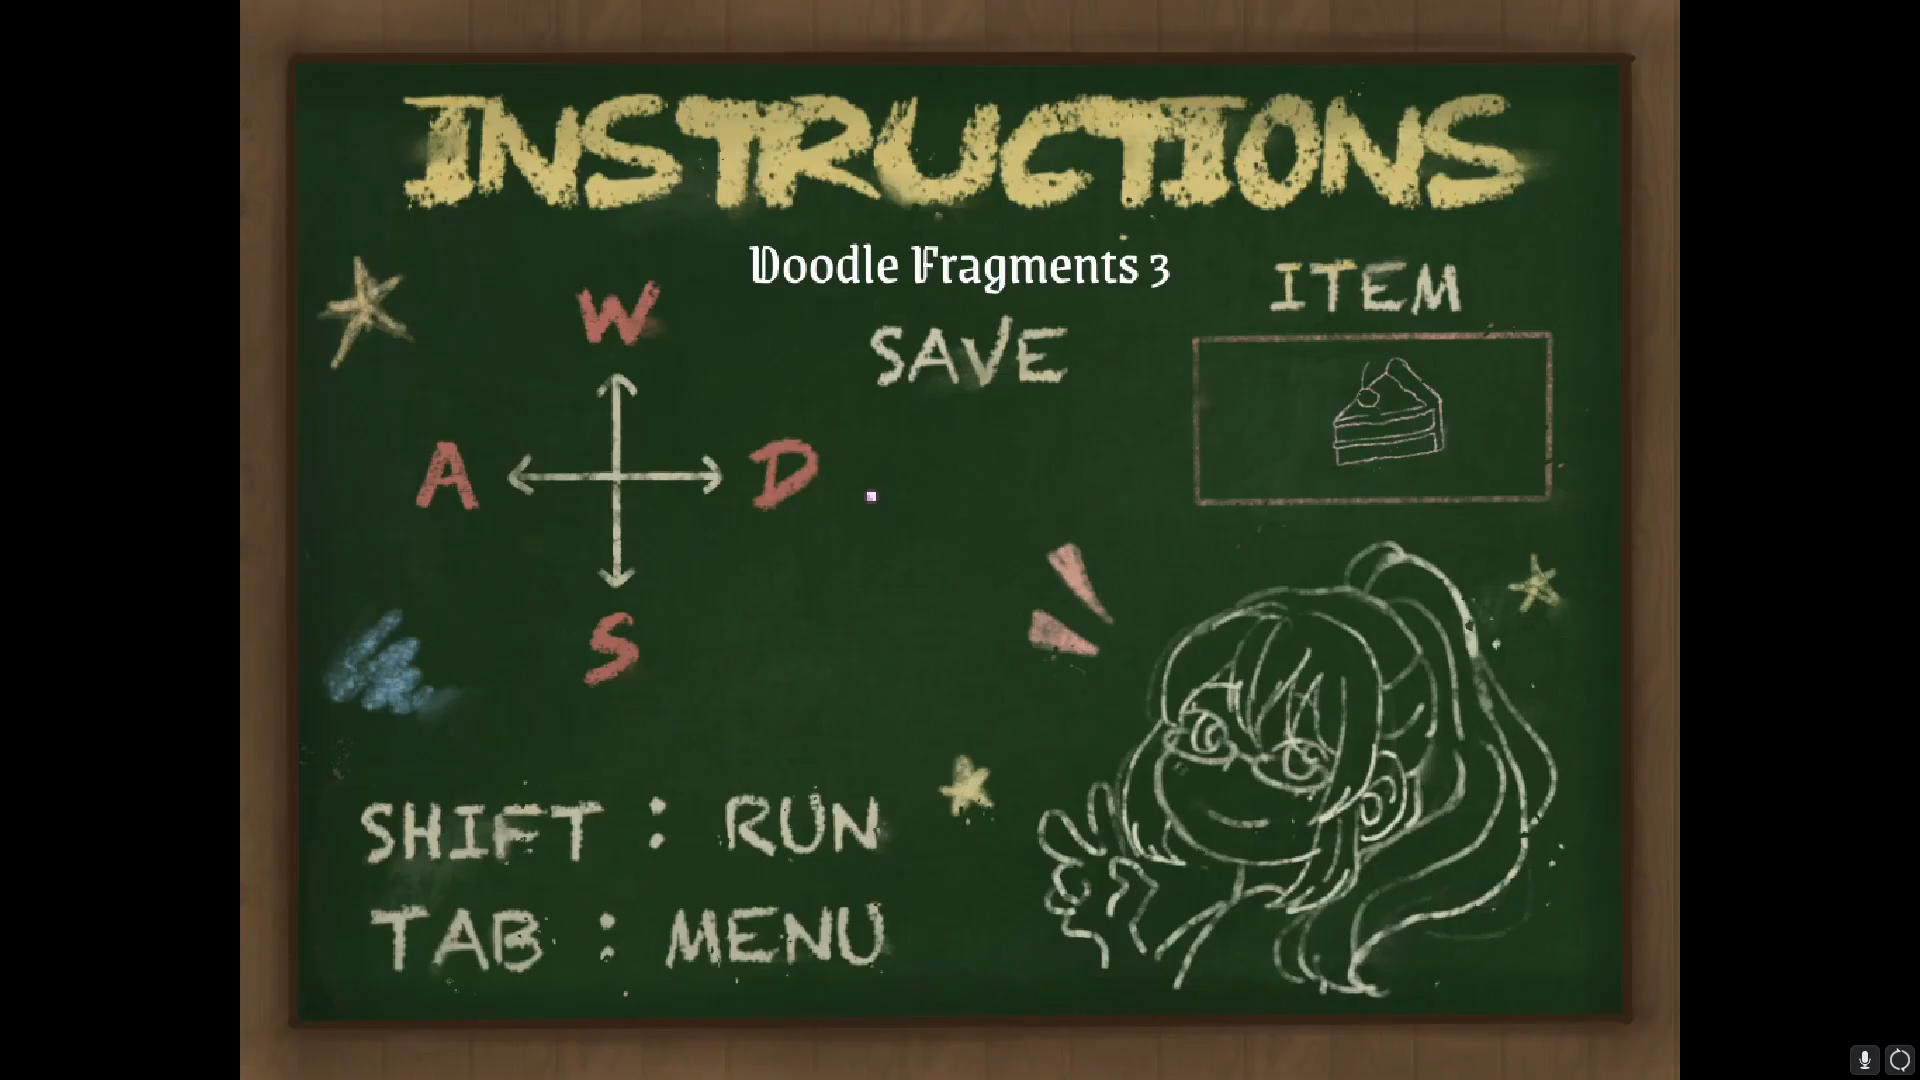 INSTRUCTIONS
Doodle Fragments 3
ITEM
W
SAVE
A
D
S
SHIFT : RUN
TAB : MENU